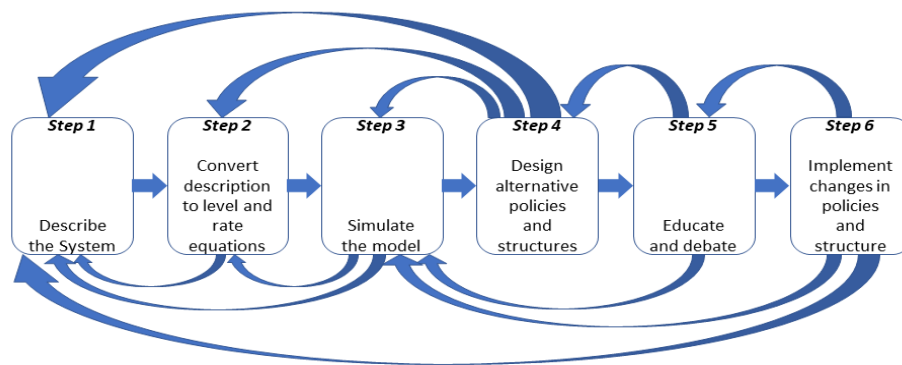 Step 1
Describe
the System
Step 2
Convert
description
to level and
rate
equations
Step 3
Simulate
the model
Step 4
Design
alternative
policies
and
structures
Step 5
Educate
and debate
Step 6
Implement
changes in
policies
and
structure